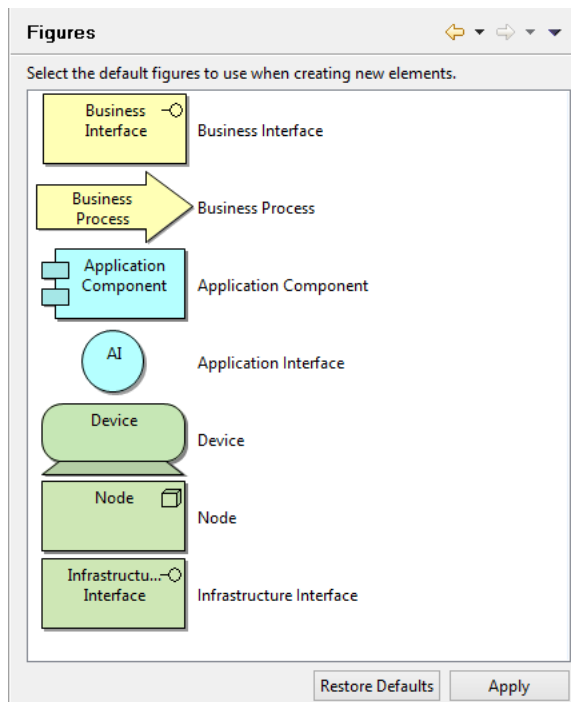 Figures
Select the default figures to use when creating new elements.
Business
Interface
Business Interface
Business
Process
Business Process
Application
Component
Application Component
AI
Application Interface
Device
Device
Node
Node
Infrastructu...
Interface
Infrastructure Interface
Restore Defaults
Apply